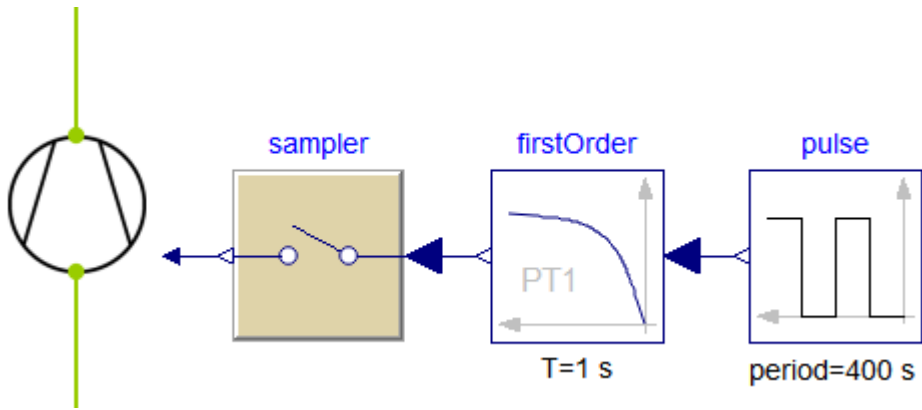 sampler
firstOrder
pulse
PT1
T=1 s
period=400 s